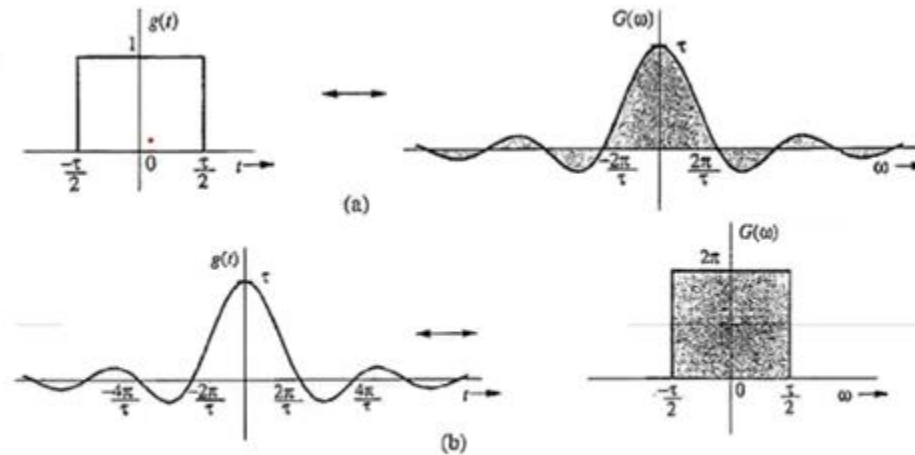 g(t)
1
-τ/2
0
τ/2
t
G(ω)
τ
-2π/τ
2π/τ
ω
(a)
g(t)
τ
-4π/τ
-2π/τ
2π/τ
4π/τ
t
G(ω)
2π
-τ/2
0
τ/2
ω
(b)